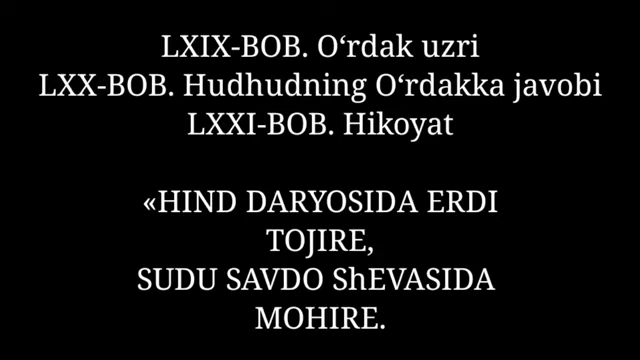 LXIX-BOB. O‘rdak uzri
LXX-BOB. Hudhudning O‘rdakka javobi
LXXI-BOB. Hikoyat
«HIND DARYOSIDA ERDI
TOJIRE,
SUDU SAVDO ShEVASIDA
MOHIRE.